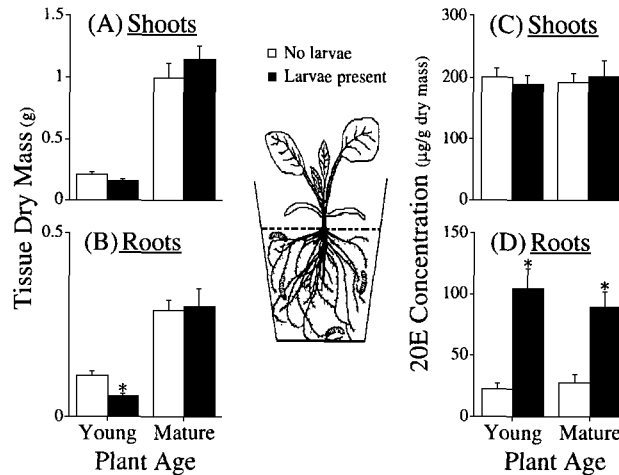 (A) Shoots
1.5
1
0.5
0
(B) Roots
0.5
0
Young Mature
Plant Age
Tissue Dry Mass (g)
No larvae
Larvae present
(C) Shoots
300
200
100
0
(D) Roots
150
100
50
0
Young Mature
Plant Age
20E Concentration (µg/g dry mass)
*
*
*